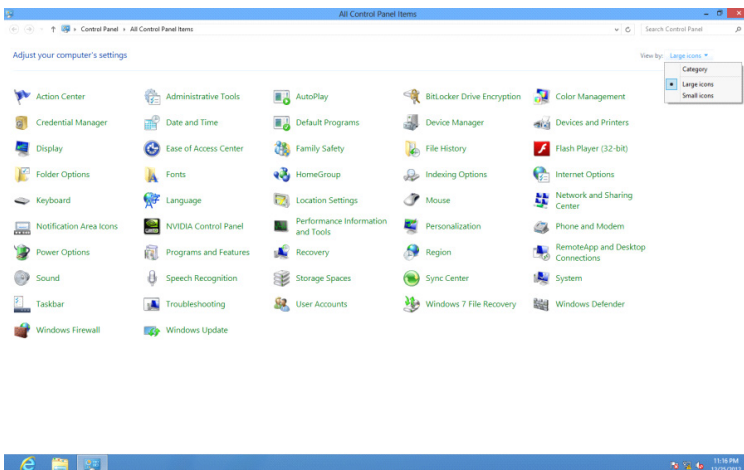 All Control Panel Items
Control Panel
All Control Panel Items
Search Control Panel
Adjust your computer's settings
View by: Large icons
Category
Large icons
Small icons
Action Center
Administrative Tools
AutoPlay
BitLocker Drive Encryption
Color Management
Credential Manager
Date and Time
Default Programs
Device Manager
Devices and Printers
Display
Ease of Access Center
Family Safety
File History
Flash Player (32-bit)
Folder Options
Fonts
HomeGroup
Indexing Options
Internet Options
Keyboard
Language
Location Settings
Mouse
Network and Sharing
Center
Notification Area Icons
NVIDIA Control Panel
Performance Information
and Tools
Personalization
Phone and Modem
Power Options
Programs and Features
Recovery
Region
RemoteApp and Desktop
Connections
Sound
Speech Recognition
Storage Spaces
Sync Center
System
Taskbar
Troubleshooting
User Accounts
Windows 7 File Recovery
Windows Defender
Windows Firewall
Windows Update
11:16 PM